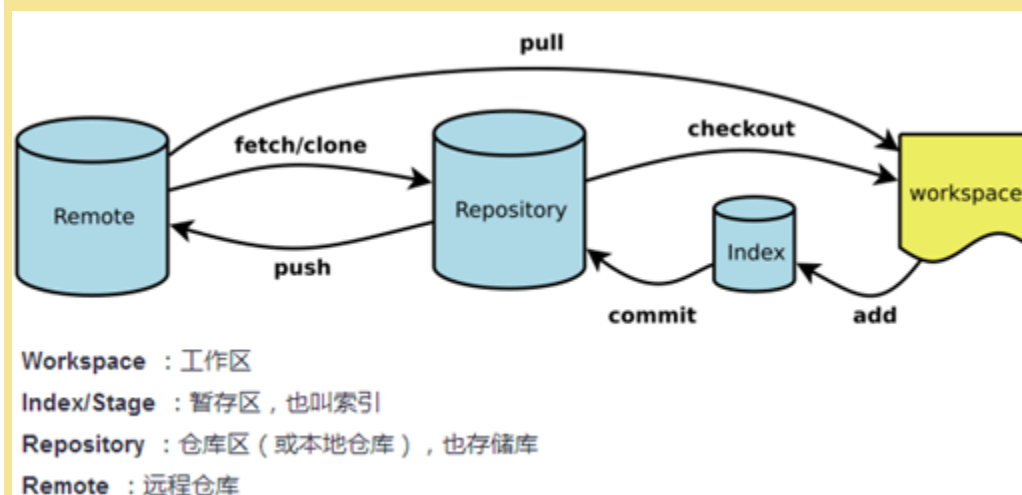 pull
fetch/clone
checkout
Remote
Repository
workspace
Index
push
commit
add
Workspace ：工作区
Index/Stage ：暂存区，也叫索引
Repository ：仓库区（或本地仓库），也存储库
Remote ：远程仓库